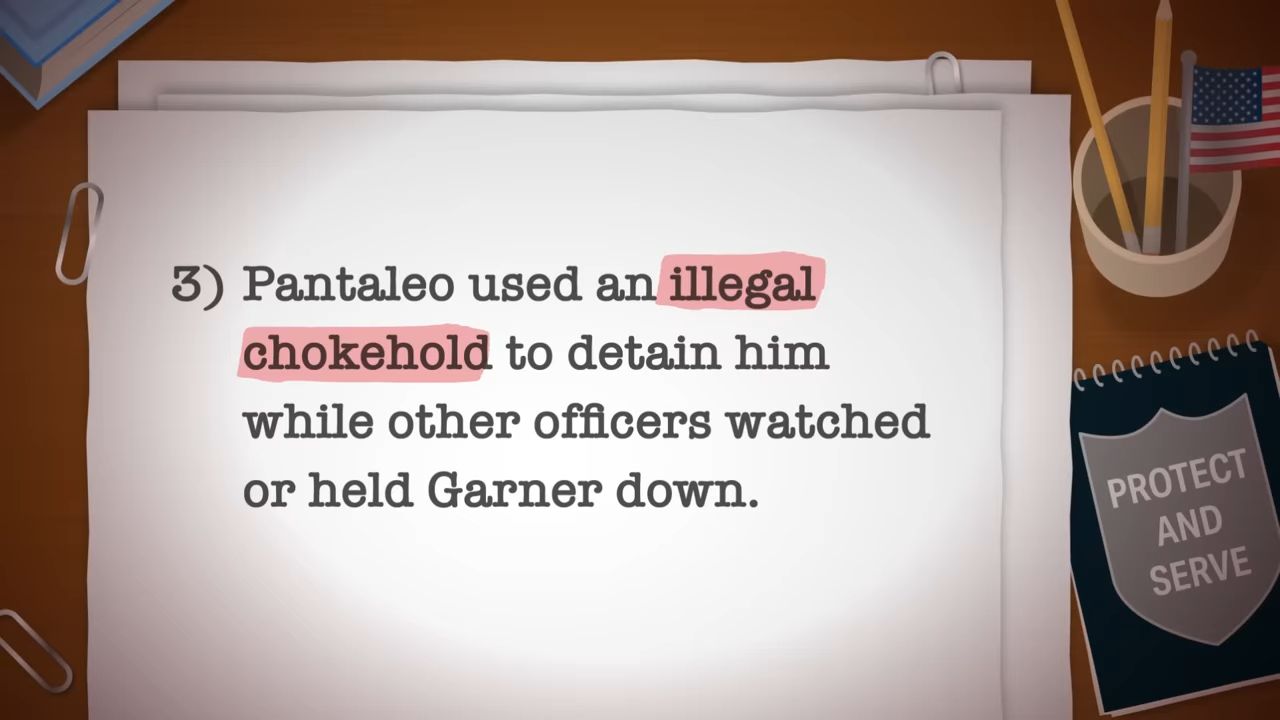 3) Pantaleo used an illegal
chokehold to detain him
while other officers watched
or held Garner down.
PROTECT
AND
SERVE